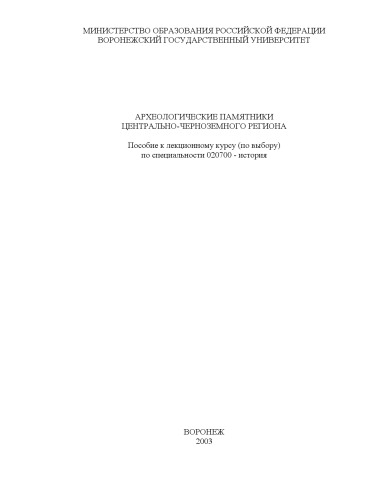 МИНИСТЕРСТВО ОБРАЗОВАНИЯ РОССИЙСКОЙ ФЕДЕРАЦИИ
ВОРОНЕЖСКИЙ ГОСУДАРСТВЕННЫЙ УНИВЕРСИТЕТ
АРХЕОЛОГИЧЕСКИЕ ПАМЯТНИКИ
ЦЕНТРАЛЬНО-ЧЕРНОЗЕМНОГО РЕГИОНА
Пособие к лекционному курсу (по выбору)
по специальности 020700 - история
ВОРОНЕЖ
2003